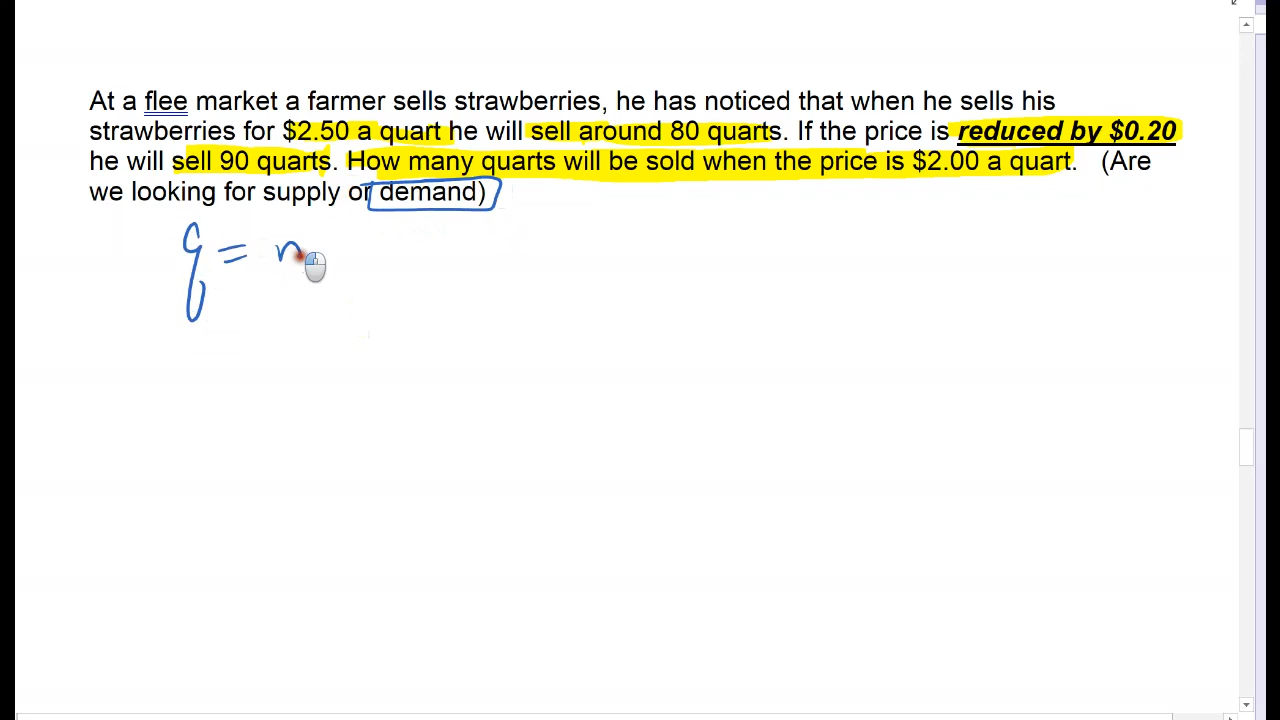 At a flee market a farmer sells strawberries, he has noticed that when he sells his
strawberries for $2.50 a quart he will sell around 80 quarts. If the price is reduced by $0.20
he will sell 90 quarts. How many quarts will be sold when the price is $2.00 a quart. (Are
we looking for supply or demand)
q = m